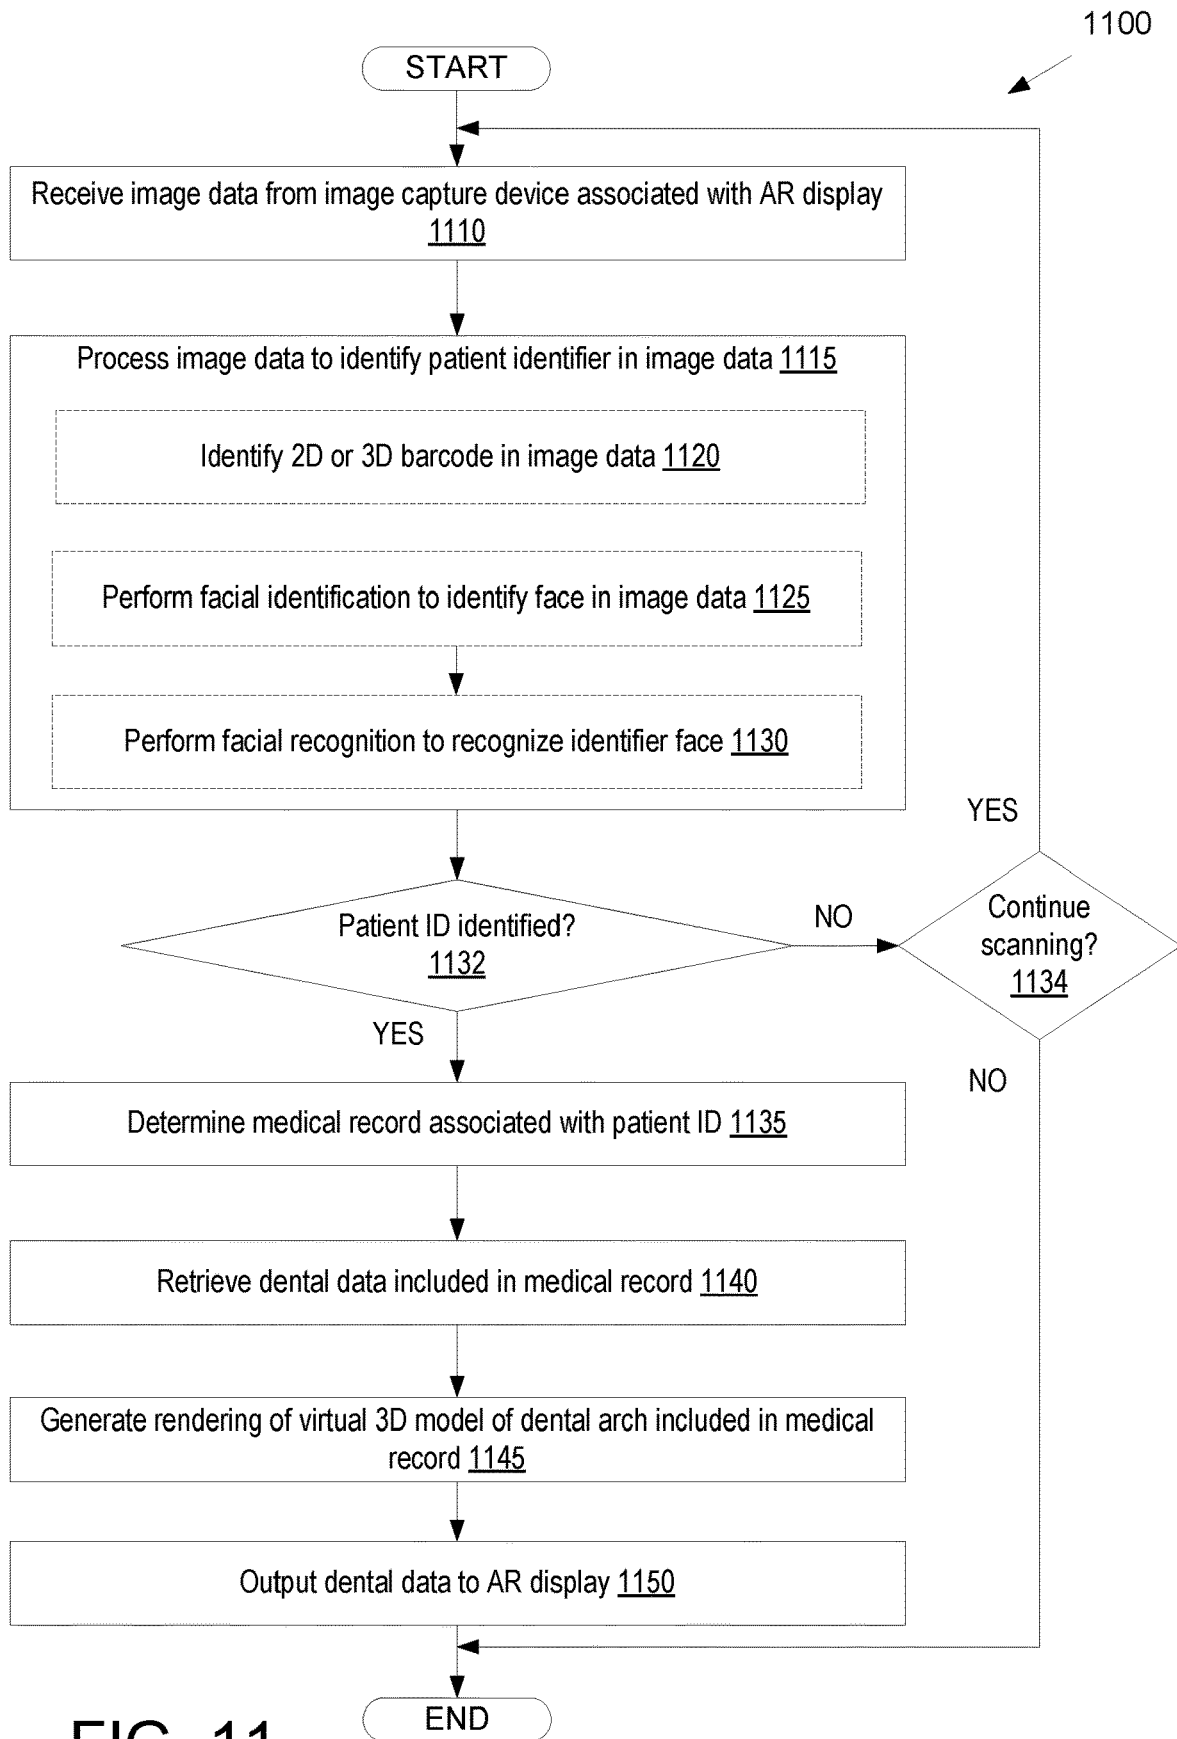 1100
START
Receive image data from image capture device associated with AR display
1110
Process image data to identify patient identifier in image data 1115
Identify 2D or 3D barcode in image data 1120
Perform facial identification to identify face in image data 1125
Perform facial recognition to recognize identifier face 1130
YES
Patient ID identified?
1132
NO
Continue
scanning?
1134
YES
NO
Determine medical record associated with patient ID 1135
Retrieve dental data included in medical record 1140
Generate rendering of virtual 3D model of dental arch included in medical
record 1145
Output dental data to AR display 1150
END
FIG. 11